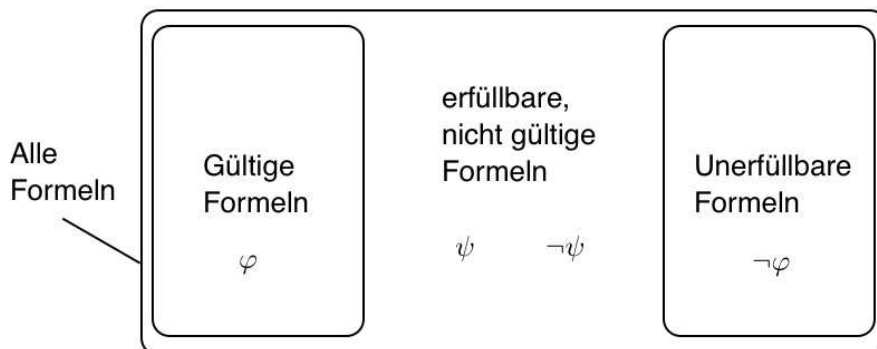 Alle
Formeln
Gültige
Formeln
φ
erfüllbare,
nicht gültige
Formeln
ψ ¬ψ
Unerfüllbare
Formeln
¬φ